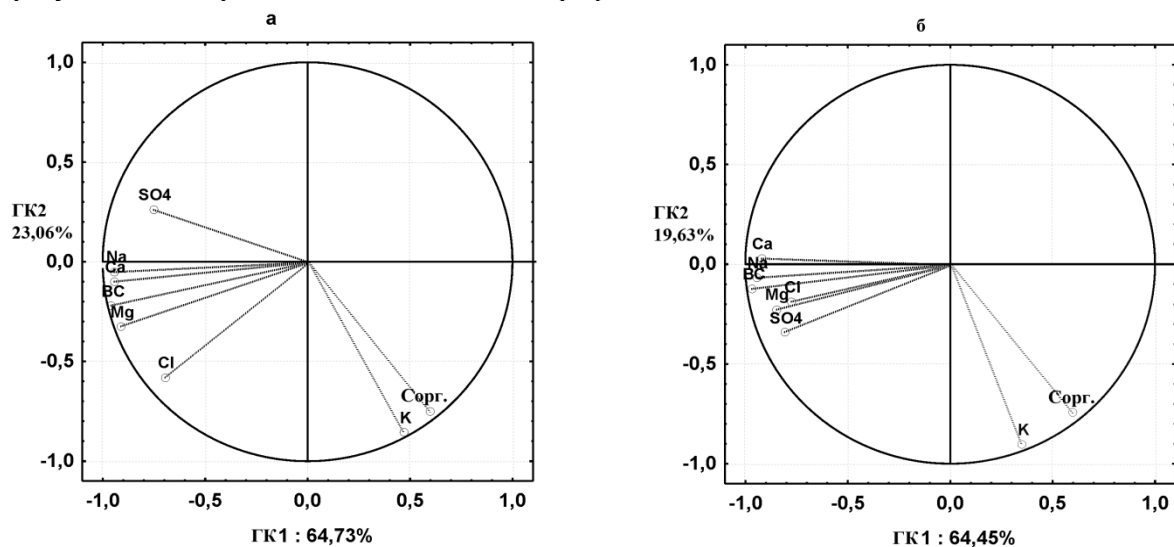 а
1,0
0,5
0,0
-0,5
-1,0
ГК2
23,06%
SO4
Na
Ca
BC
Mg
Cl
Сорг.
K
-1,0 -0,5 0,0 0,5 1,0
ГК1 : 64,73%
б
1,0
0,5
0,0
-0,5
-1,0
ГК2
19,63%
Ca
Na
BC
Cl
Mg
SO4
Сорг.
K
-1,0 -0,5 0,0 0,5 1,0
ГК1 : 64,45%